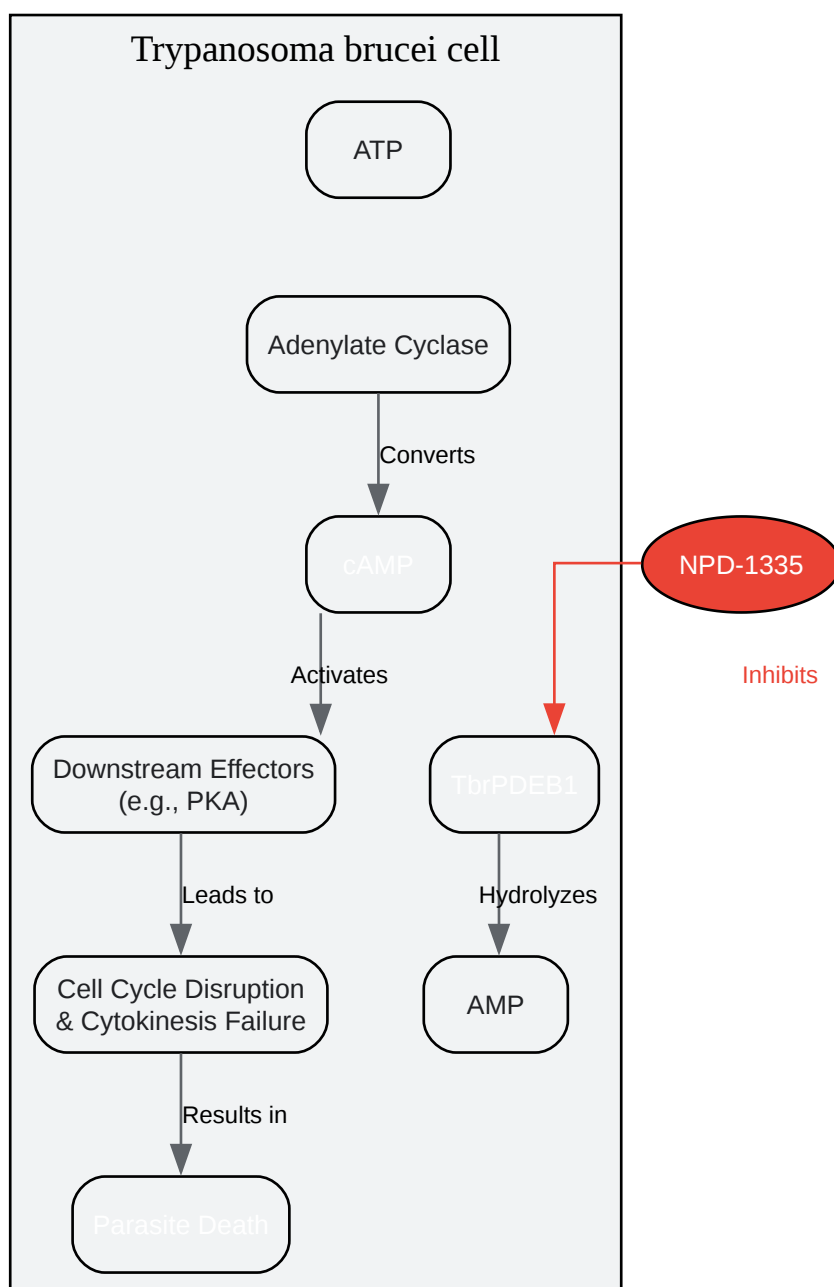 Trypanosoma brucei cell
ATP
Adenylate Cyclase
Converts
cAMP
NPD-1335
Activates
Inhibits
Downstream Effectors
(e.g., PKA)
TbrPDEB1
Leads to
Hydrolyzes
Cell Cycle Disruption
& Cytokinesis Failure
AMP
Results in
Parasite Death